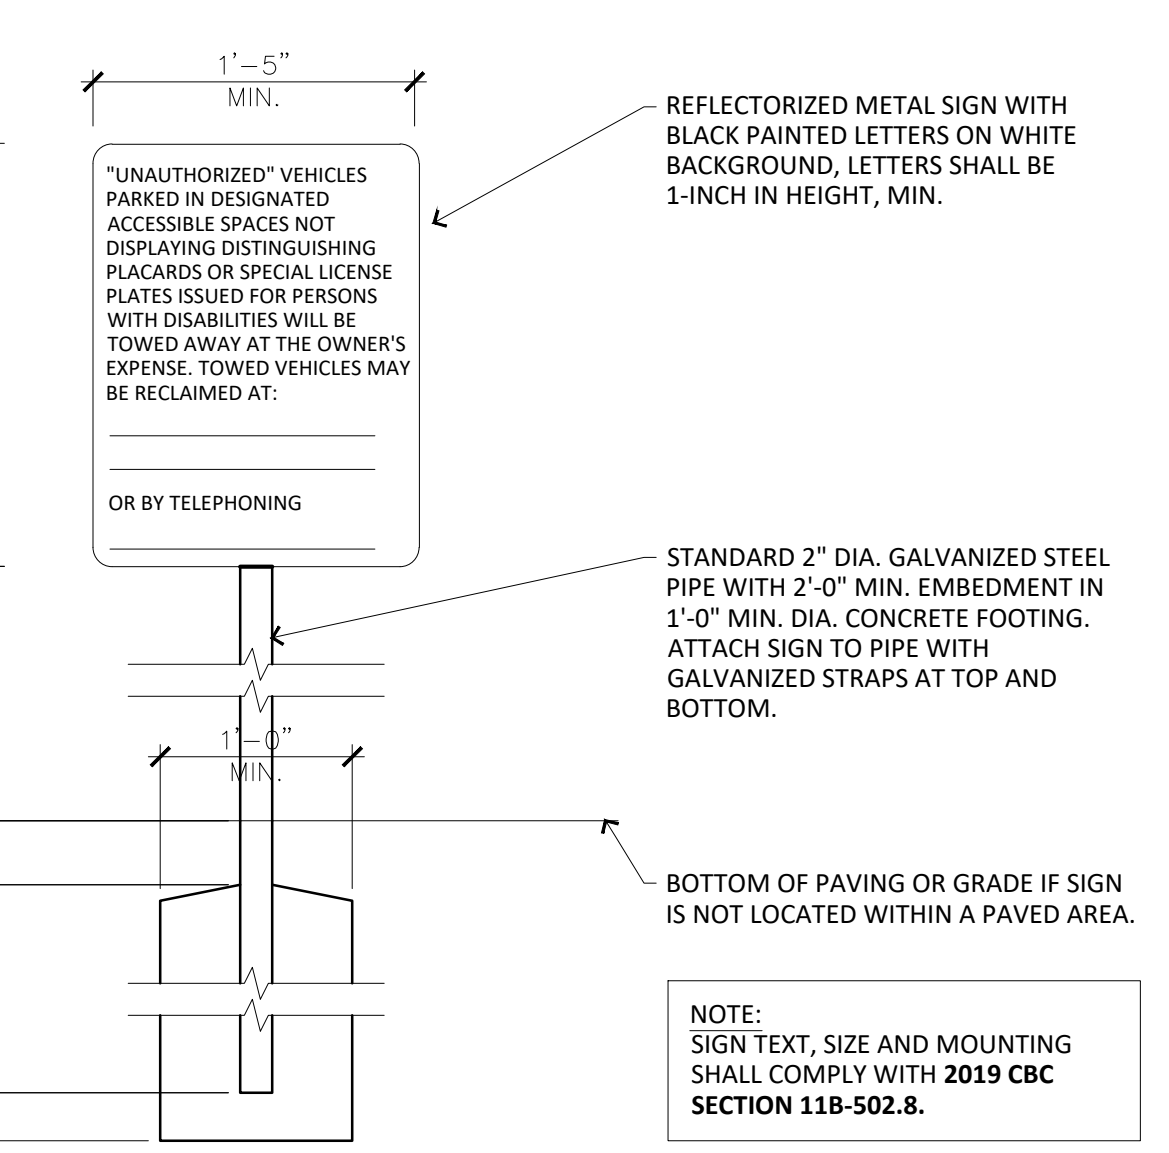 1'-5"
MIN.
"UNAUTHORIZED" VEHICLES
PARKED IN DESIGNATED
ACCESSIBLE SPACES NOT
DISPLAYING DISTINGUISHING
PLACARDS OR SPECIAL LICENSE
PLATES ISSUED FOR PERSONS
WITH DISABILITIES WILL BE
TOWED AWAY AT THE OWNER'S
EXPENSE. TOWED VEHICLES MAY
BE RECLAIMED AT:
OR BY TELEPHONING
REFLECTORIZED METAL SIGN WITH
BLACK PAINTED LETTERS ON WHITE
BACKGROUND, LETTERS SHALL BE
1-INCH IN HEIGHT, MIN.
STANDARD 2" DIA. GALVANIZED STEEL
PIPE WITH 2'-0" MIN. EMBEDMENT IN
1'-0" MIN. DIA. CONCRETE FOOTING.
ATTACH SIGN TO PIPE WITH
GALVANIZED STRAPS AT TOP AND
BOTTOM.
1'-0"
MIN.
BOTTOM OF PAVING OR GRADE IF SIGN
IS NOT LOCATED WITHIN A PAVED AREA.
NOTE:
SIGN TEXT, SIZE AND MOUNTING
SHALL COMPLY WITH 2019 CBC
SECTION 11B-502.8.